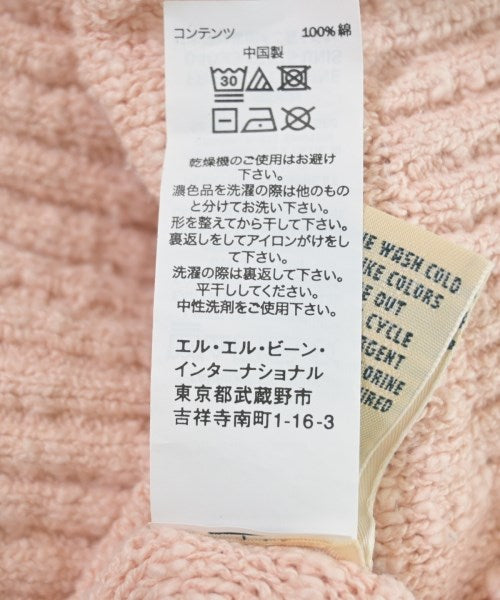 コンテンツ 100%綿
中国製
30
乾燥機のご使用はお避け
下さい。
濃色品を洗濯の際は他のもの
と分けてお洗い下さい。
形を整えてから干して下さい。
裏返しをしてアイロンがけをし
て下さい。
洗濯の際は裏返して下さい。
平干ししてください。
中性洗剤をご使用下さい。
エル・エル・ビーン・
インターナショナル
東京都武蔵野市
吉祥寺南町1-16-3
WASH COLD
COLORS
OUT
CYCLE